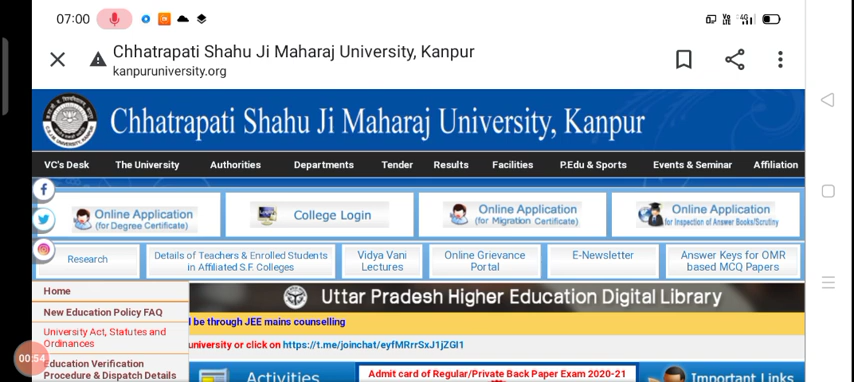 07:00
Chhatrapati Shahu Ji Maharaj University, Kanpur
kanpuruniversity.org
Chhatrapati Shahu Ji Maharaj University, Kanpur
VC's Desk The University Authorities Departments Tender Results Facilities P.Edu & Sports Events & Seminar Affiliation
Online Application
(for Degree Certificate)
College Login
Online Application
(for Migration Certificate)
Online Application
for Inspection of Answer Books/Scrutiny
Research
Details of Teachers & Enrolled Students
in Affiliated S.F. Colleges
Vidya Vani
Lectures
Online Grievance
Portal
E-Newsletter
Answer Keys for OMR
based MCQ Papers
Home
New Education Policy FAQ
University Act, Statutes and
Ordinances
Education Verification
Procedure & Dispatch Details
00:54
Uttar Pradesh Higher Education Digital Library
l be through JEE mains counselling
university or click on https://t.me/joinchat/eyfMRrrSxJ1jZGI1
Activities
Admit card of Regular/Private Back Paper Exam 2020-21
Important Links